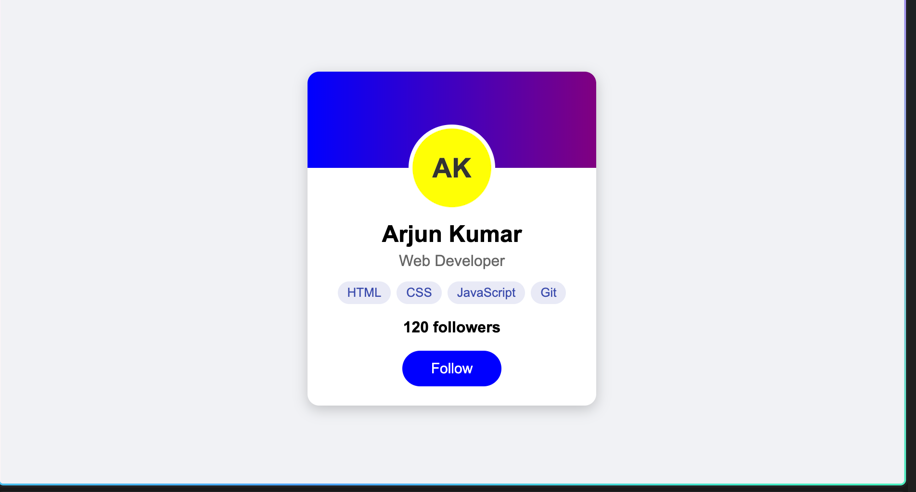 AK
Arjun Kumar
Web Developer
HTML CSS JavaScript Git
120 followers
Follow